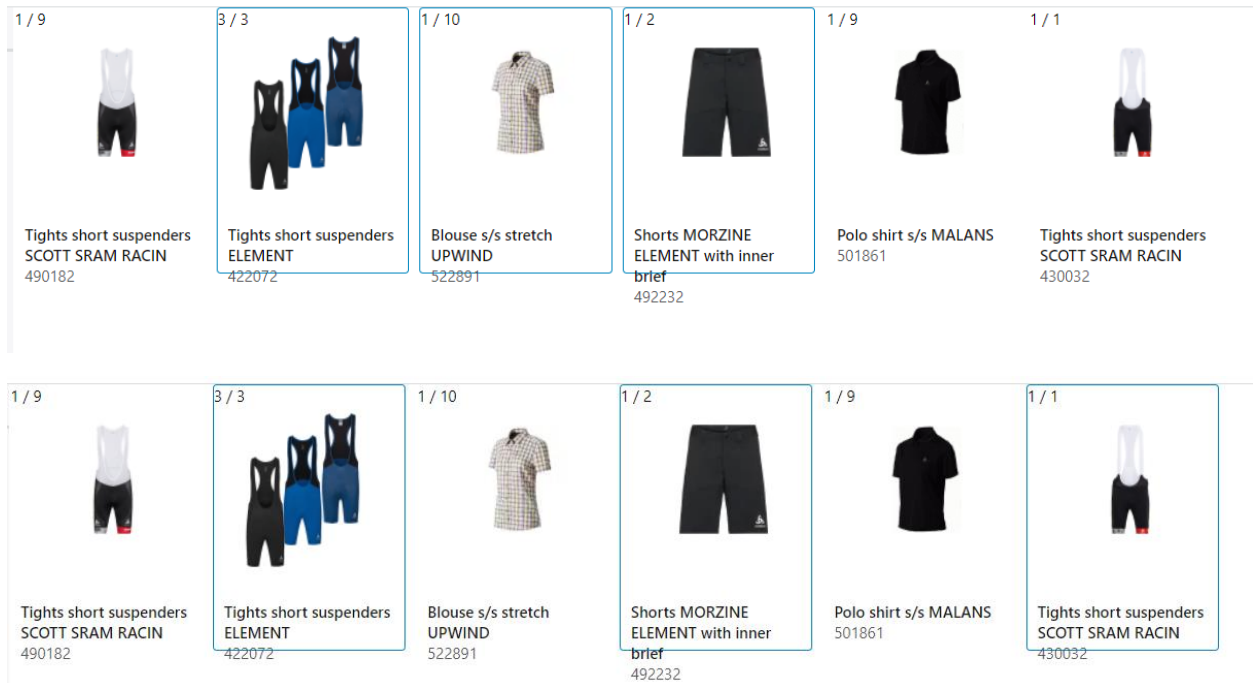 1 / 9
3 / 3
1 / 10
1 / 2
1 / 9
1 / 1
Tights short suspenders
SCOTT SRAM RACIN
490182
Tights short suspenders
ELEMENT
422072
Blouse s/s stretch
UPWIND
522891
Shorts MORZINE
ELEMENT with inner
brief
492232
Polo shirt s/s MALANS
501861
Tights short suspenders
SCOTT SRAM RACIN
430032
1 / 9
3 / 3
1 / 10
1 / 2
1 / 9
1 / 1
Tights short suspenders
SCOTT SRAM RACIN
490182
Tights short suspenders
ELEMENT
422072
Blouse s/s stretch
UPWIND
522891
Shorts MORZINE
ELEMENT with inner
brief
492232
Polo shirt s/s MALANS
501861
Tights short suspenders
SCOTT SRAM RACIN
430032